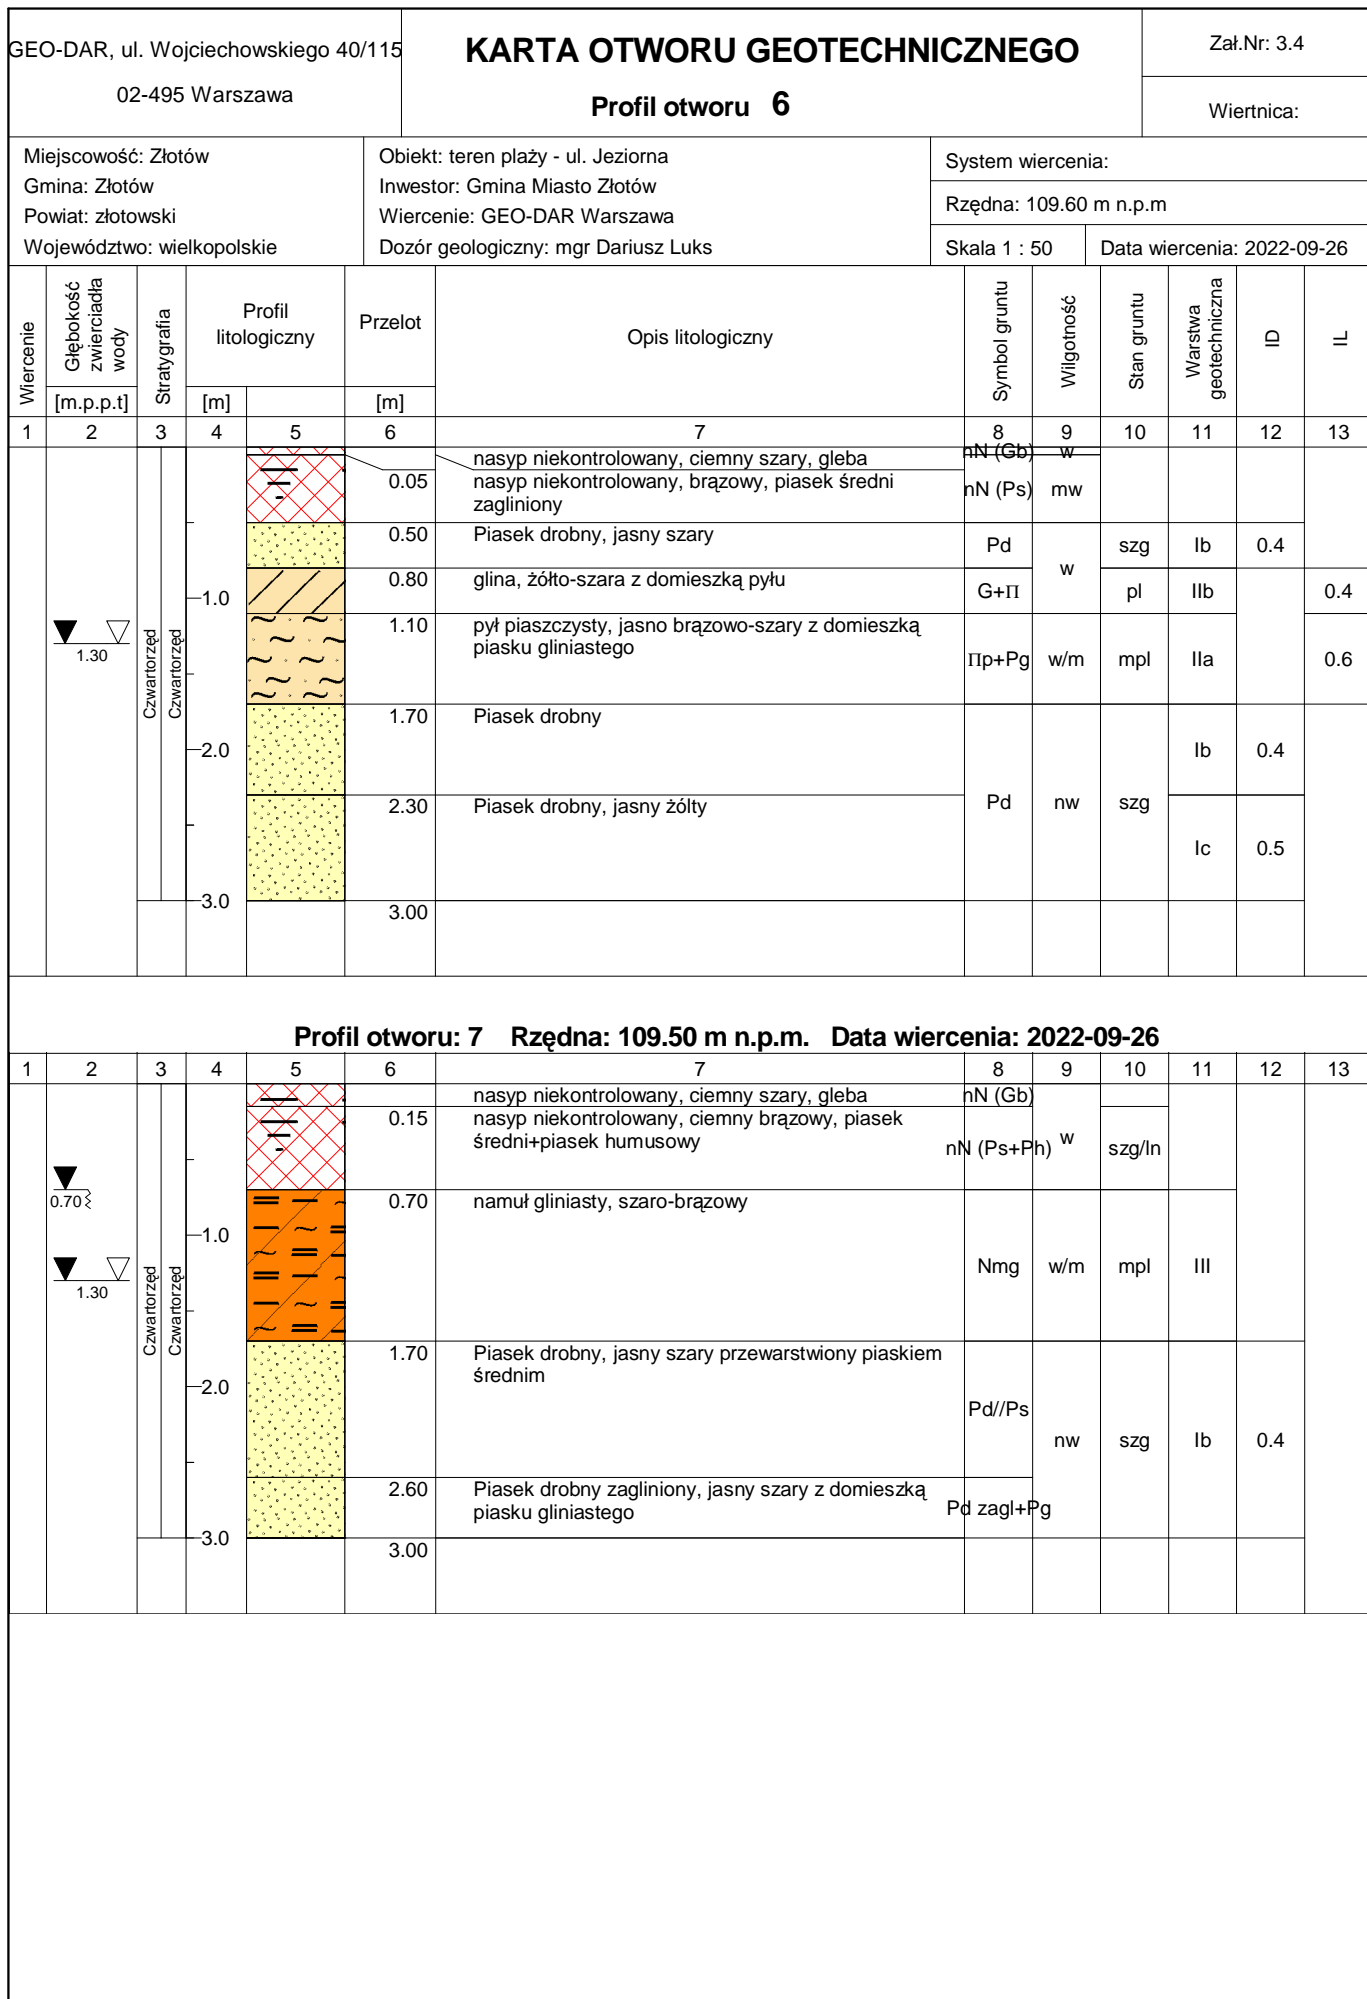 GEO-DAR, ul. Wojciechowskiego 40/115
02-495 Warszawa
KARTA OTWORU GEOTECHNICZNEGO
Profil otworu 6
Zał.Nr: 3.4
Wiertnica:
Miejscowość: Złotów
Gmina: Złotów
Powiat: złotowski
Województwo: wielkopolskie
Obiekt: teren plaży - ul. Jeziorna
Inwestor: Gmina Miasto Złotów
Wiercenie: GEO-DAR Warszawa
Dozór geologiczny: mgr Dariusz Luks
System wiercenia:
Rzędna: 109.60 m n.p.m
Skala 1 : 50
Data wiercenia: 2022-09-26
Wiercenie
Głębokość
zwierciadła
wody
[m.p.p.t]
Stratygrafia
Profil
litologiczny
[m]
Przelot
[m]
Opis litologiczny
Symbol gruntu
Wilgotność
Stan gruntu
Warstwa
geotechniczna
ID
IL
1 2 3 4 5 6 7 8 9 10 11 12 13
nasyp niekontrolowany, ciemny szary, gleba nN (Gb) w
0.05 nasyp niekontrolowany, brązowy, piasek średni
zagliniony
nN (Ps) mw
0.50 Piasek drobny, jasny szary Pd w szg Ib 0.4
0.80 glina, żółto-szara z domieszką pyłu G+Π pl IIb 0.4
1.0
1.10 pył piaszczysty, jasno brązowo-szary z domieszką
piasku gliniastego
Πp+Pg w/m mpl IIa 0.6
1.30
Czwartorzęd
Czwartorzęd
1.70 Piasek drobny
2.0
Ib 0.4
2.30 Piasek drobny, jasny żólty Pd nw szg
Ic 0.5
3.0
3.00
Profil otworu: 7 Rzędna: 109.50 m n.p.m. Data wiercenia: 2022-09-26
1 2 3 4 5 6 7 8 9 10 11 12 13
nasyp niekontrolowany, ciemny szary, gleba nN (Gb)
0.15 nasyp niekontrolowany, ciemny brązowy, piasek
średni+piasek humusowy
nN (Ps+Ph) w szg/ln
0.70
0.70 namuł gliniasty, szaro-brązowy
1.0
Nmg w/m mpl III
1.30
Czwartorzęd
Czwartorzęd
1.70 Piasek drobny, jasny szary przewarstwiony piaskiem
średnim
2.0
Pd//Ps
nw szg Ib 0.4
2.60 Piasek drobny zagliniony, jasny szary z domieszką
piasku gliniastego
Pd zagl+Pg
3.0
3.00